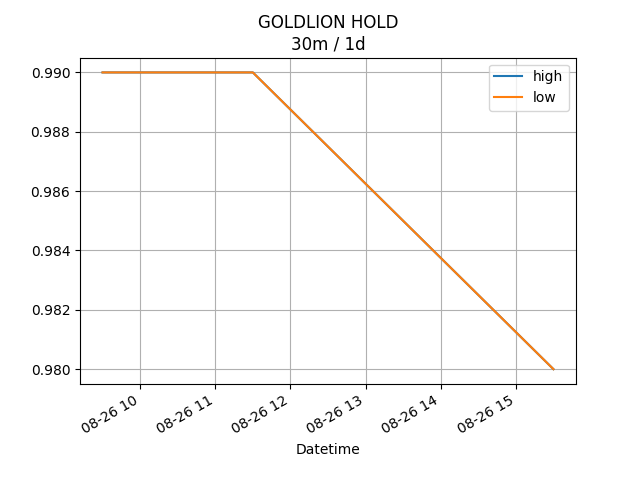 GOLDLION HOLD
30m / 1d
high
low
0.990
0.988
0.986
0.984
0.982
0.980
08-26 10
08-26 11
08-26 12
08-26 13
08-26 14
08-26 15
Datetime